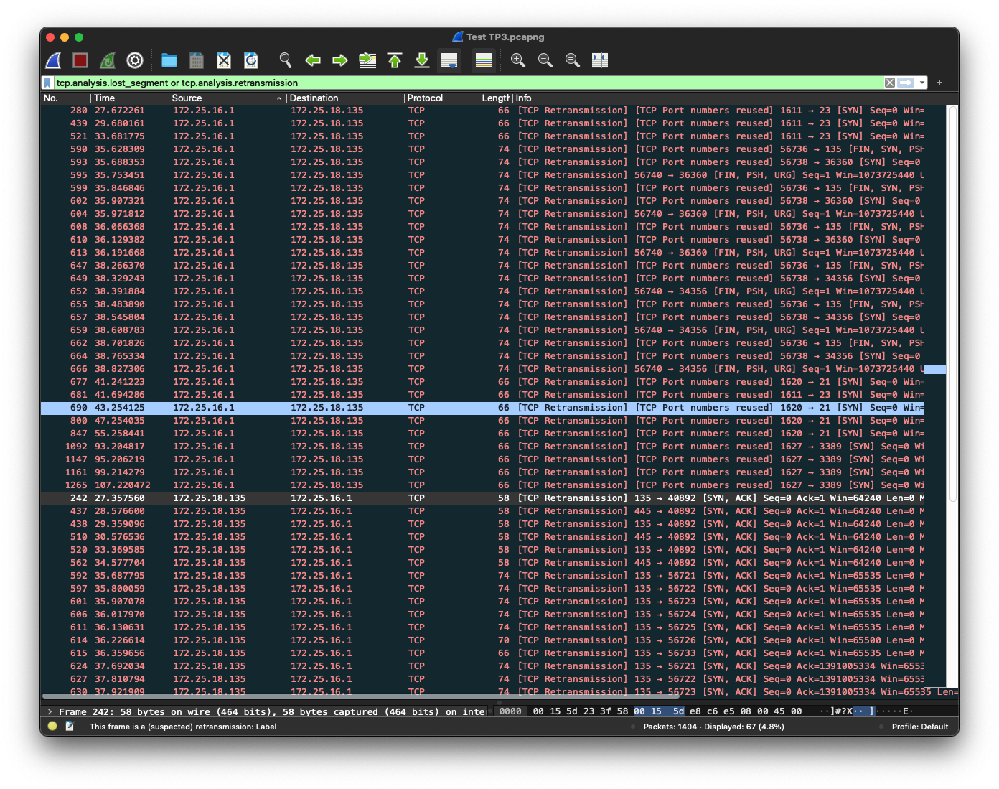 Test TP3.pcapng
tcp.analysis.lost_segment or tcp.analysis.retransmission
No. Time Source Destination Protocol Length Info
280 27.672261 172.25.16.1 172.25.18.135 TCP 66 [TCP Retransmission] [TCP Port numbers reused] 1611 → 23 [SYN] Seq=0 Win=
439 29.680161 172.25.16.1 172.25.18.135 TCP 66 [TCP Retransmission] [TCP Port numbers reused] 1611 → 23 [SYN] Seq=0 Win=
521 33.681775 172.25.16.1 172.25.18.135 TCP 66 [TCP Retransmission] [TCP Port numbers reused] 1611 → 23 [SYN] Seq=0 Win=
590 35.628309 172.25.16.1 172.25.18.135 TCP 74 [TCP Retransmission] [TCP Port numbers reused] 56736 → 135 [FIN, SYN, PSH
593 35.688353 172.25.16.1 172.25.18.135 TCP 74 [TCP Retransmission] [TCP Port numbers reused] 56738 → 36360 [SYN] Seq=0
595 35.753451 172.25.16.1 172.25.18.135 TCP 74 [TCP Retransmission] 56740 → 36360 [FIN, PSH, URG] Seq=1 Win=1073725440 U
599 35.846846 172.25.16.1 172.25.18.135 TCP 74 [TCP Retransmission] [TCP Port numbers reused] 56736 → 135 [FIN, SYN, PSH
602 35.907321 172.25.16.1 172.25.18.135 TCP 74 [TCP Retransmission] [TCP Port numbers reused] 56738 → 36360 [SYN] Seq=0
604 35.971812 172.25.16.1 172.25.18.135 TCP 74 [TCP Retransmission] 56740 → 36360 [FIN, PSH, URG] Seq=1 Win=1073725440 U
608 36.066368 172.25.16.1 172.25.18.135 TCP 74 [TCP Retransmission] [TCP Port numbers reused] 56736 → 135 [FIN, SYN, PSH
610 36.129382 172.25.16.1 172.25.18.135 TCP 74 [TCP Retransmission] [TCP Port numbers reused] 56738 → 36360 [SYN] Seq=0
613 36.191668 172.25.16.1 172.25.18.135 TCP 74 [TCP Retransmission] 56740 → 36360 [FIN, PSH, URG] Seq=1 Win=1073725440 U
647 38.266370 172.25.16.1 172.25.18.135 TCP 74 [TCP Retransmission] [TCP Port numbers reused] 56736 → 135 [FIN, SYN, PSH
649 38.329243 172.25.16.1 172.25.18.135 TCP 74 [TCP Retransmission] [TCP Port numbers reused] 56738 → 34356 [SYN] Seq=0
652 38.391884 172.25.16.1 172.25.18.135 TCP 74 [TCP Retransmission] 56740 → 34356 [FIN, PSH, URG] Seq=1 Win=1073725440 U
655 38.483890 172.25.16.1 172.25.18.135 TCP 74 [TCP Retransmission] [TCP Port numbers reused] 56736 → 135 [FIN, SYN, PSH
657 38.545804 172.25.16.1 172.25.18.135 TCP 74 [TCP Retransmission] [TCP Port numbers reused] 56738 → 34356 [SYN] Seq=0
659 38.608783 172.25.16.1 172.25.18.135 TCP 74 [TCP Retransmission] 56740 → 34356 [FIN, PSH, URG] Seq=1 Win=1073725440 U
662 38.701826 172.25.16.1 172.25.18.135 TCP 74 [TCP Retransmission] [TCP Port numbers reused] 56736 → 135 [FIN, SYN, PSH
664 38.765334 172.25.16.1 172.25.18.135 TCP 74 [TCP Retransmission] [TCP Port numbers reused] 56738 → 34356 [SYN] Seq=0
666 38.827306 172.25.16.1 172.25.18.135 TCP 74 [TCP Retransmission] 56740 → 34356 [FIN, PSH, URG] Seq=1 Win=1073725440 U
677 41.241223 172.25.16.1 172.25.18.135 TCP 66 [TCP Retransmission] [TCP Port numbers reused] 1620 → 21 [SYN] Seq=0 Win=
681 41.694286 172.25.16.1 172.25.18.135 TCP 66 [TCP Retransmission] [TCP Port numbers reused] 1611 → 23 [SYN] Seq=0 Win=
690 43.254125 172.25.16.1 172.25.18.135 TCP 66 [TCP Retransmission] [TCP Port numbers reused] 1620 → 21 [SYN] Seq=0 Win=
800 47.254035 172.25.16.1 172.25.18.135 TCP 66 [TCP Retransmission] [TCP Port numbers reused] 1620 → 21 [SYN] Seq=0 Win=
847 55.258441 172.25.16.1 172.25.18.135 TCP 66 [TCP Retransmission] [TCP Port numbers reused] 1620 → 21 [SYN] Seq=0 Win=
1092 93.204817 172.25.16.1 172.25.18.135 TCP 66 [TCP Retransmission] [TCP Port numbers reused] 1627 → 3389 [SYN] Seq=0 Wi
1147 95.206219 172.25.16.1 172.25.18.135 TCP 66 [TCP Retransmission] [TCP Port numbers reused] 1627 → 3389 [SYN] Seq=0 Wi
1161 99.214279 172.25.16.1 172.25.18.135 TCP 66 [TCP Retransmission] [TCP Port numbers reused] 1627 → 3389 [SYN] Seq=0 Wi
1265 107.220472 172.25.16.1 172.25.18.135 TCP 66 [TCP Retransmission] [TCP Port numbers reused] 1627 → 3389 [SYN] Seq=0 Wi
242 27.357560 172.25.18.135 172.25.16.1 TCP 58 [TCP Retransmission] 135 → 40892 [SYN, ACK] Seq=0 Ack=1 Win=64240 Len=0 M
437 28.576600 172.25.18.135 172.25.16.1 TCP 58 [TCP Retransmission] 445 → 40892 [SYN, ACK] Seq=0 Ack=1 Win=64240 Len=0 M
438 29.359096 172.25.18.135 172.25.16.1 TCP 58 [TCP Retransmission] 135 → 40892 [SYN, ACK] Seq=0 Ack=1 Win=64240 Len=0 M
510 30.576536 172.25.18.135 172.25.16.1 TCP 58 [TCP Retransmission] 445 → 40892 [SYN, ACK] Seq=0 Ack=1 Win=64240 Len=0 M
520 33.369585 172.25.18.135 172.25.16.1 TCP 58 [TCP Retransmission] 135 → 40892 [SYN, ACK] Seq=0 Ack=1 Win=64240 Len=0 M
562 34.577704 172.25.18.135 172.25.16.1 TCP 58 [TCP Retransmission] 445 → 40892 [SYN, ACK] Seq=0 Ack=1 Win=64240 Len=0 M
592 35.687795 172.25.18.135 172.25.16.1 TCP 74 [TCP Retransmission] 135 → 56721 [SYN, ACK] Seq=0 Ack=1 Win=65535 Len=0 M
597 35.800059 172.25.18.135 172.25.16.1 TCP 74 [TCP Retransmission] 135 → 56722 [SYN, ACK] Seq=0 Ack=1 Win=65535 Len=0 M
601 35.907078 172.25.18.135 172.25.16.1 TCP 74 [TCP Retransmission] 135 → 56723 [SYN, ACK] Seq=0 Ack=1 Win=65535 Len=0 M
606 36.017970 172.25.18.135 172.25.16.1 TCP 74 [TCP Retransmission] 135 → 56724 [SYN, ACK] Seq=0 Ack=1 Win=65535 Len=0 M
611 36.130631 172.25.18.135 172.25.16.1 TCP 74 [TCP Retransmission] 135 → 56725 [SYN, ACK] Seq=0 Ack=1 Win=65535 Len=0 M
614 36.226614 172.25.18.135 172.25.16.1 TCP 70 [TCP Retransmission] 135 → 56726 [SYN, ACK] Seq=0 Ack=1 Win=65500 Len=0 M
615 36.359656 172.25.18.135 172.25.16.1 TCP 66 [TCP Retransmission] 135 → 56733 [SYN, ACK] Seq=0 Ack=1 Win=65535 Len=0 M
624 37.692034 172.25.18.135 172.25.16.1 TCP 74 [TCP Retransmission] 135 → 56721 [SYN, ACK] Seq=0 Ack=1391005334 Win=6553
627 37.810794 172.25.18.135 172.25.16.1 TCP 74 [TCP Retransmission] 135 → 56722 [SYN, ACK] Seq=0 Ack=1391005334 Win=6553
630 37.921909 172.25.18.135 172.25.16.1 TCP 74 [TCP Retransmission] 135 → 56723 [SYN, ACK] Seq=0 Ack=1391005334 Win=65535 Len=
> Frame 242: 58 bytes on wire (464 bits), 58 bytes captured (464 bits) on inte
0000 00 15 5d 23 3f 58 00 15 5d e8 c6 e5 08 00 45 00 ··]#?X·· ]·····E·
This frame is a (suspected) retransmission: Label
Packets: 1404 · Displayed: 67 (4.8%)
Profile: Default